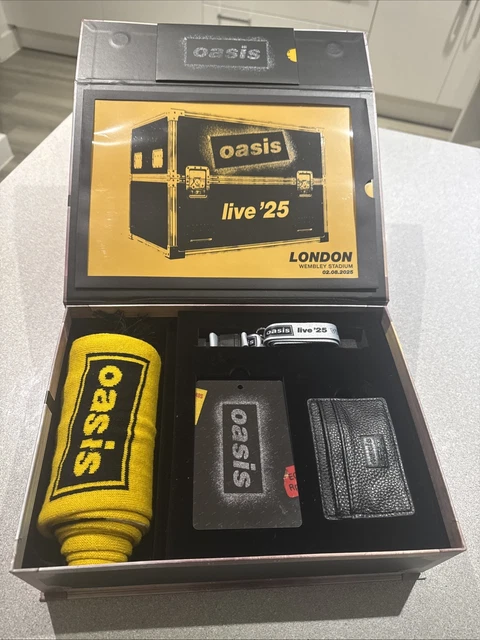 oasis
oasis
live '25
LONDON
WEMBLEY STADIUM
02.08.2025
oasis live '25
oasis
oasis